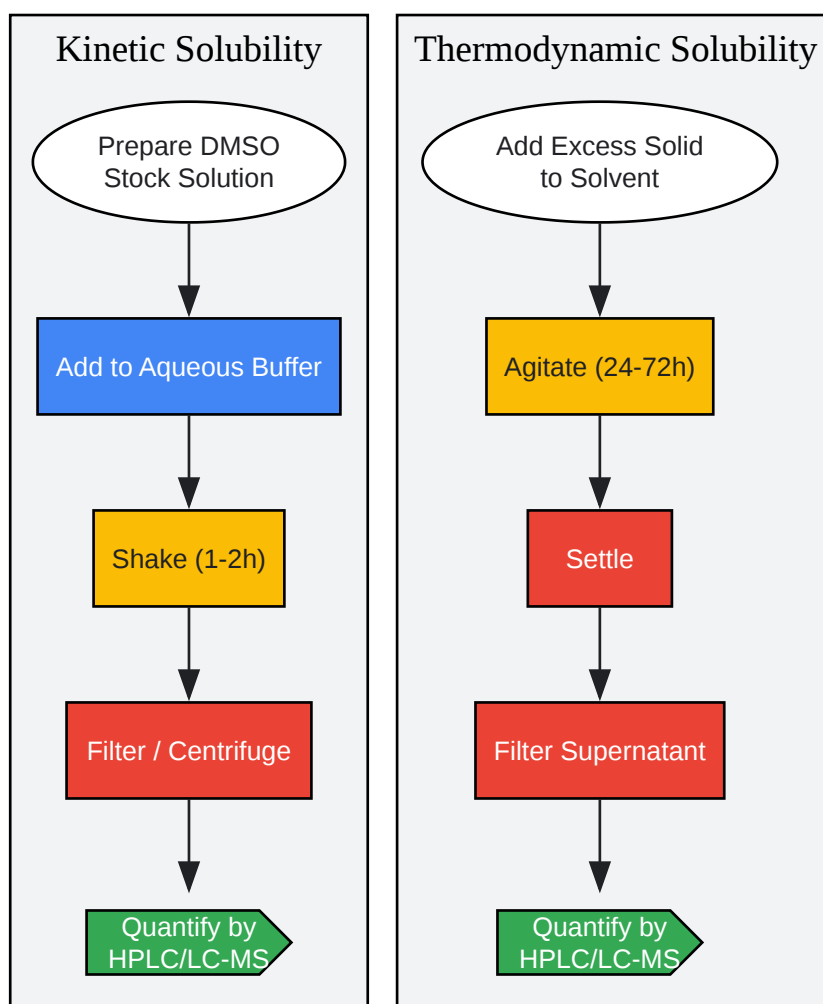 Kinetic Solubility
Prepare DMSO
Stock Solution
Add to Aqueous Buffer
Shake (1-2h)
Filter / Centrifuge
Quantify by
HPLC/LC-MS
Thermodynamic Solubility
Add Excess Solid
to Solvent
Agitate (24-72h)
Settle
Filter Supernatant
Quantify by
HPLC/LC-MS